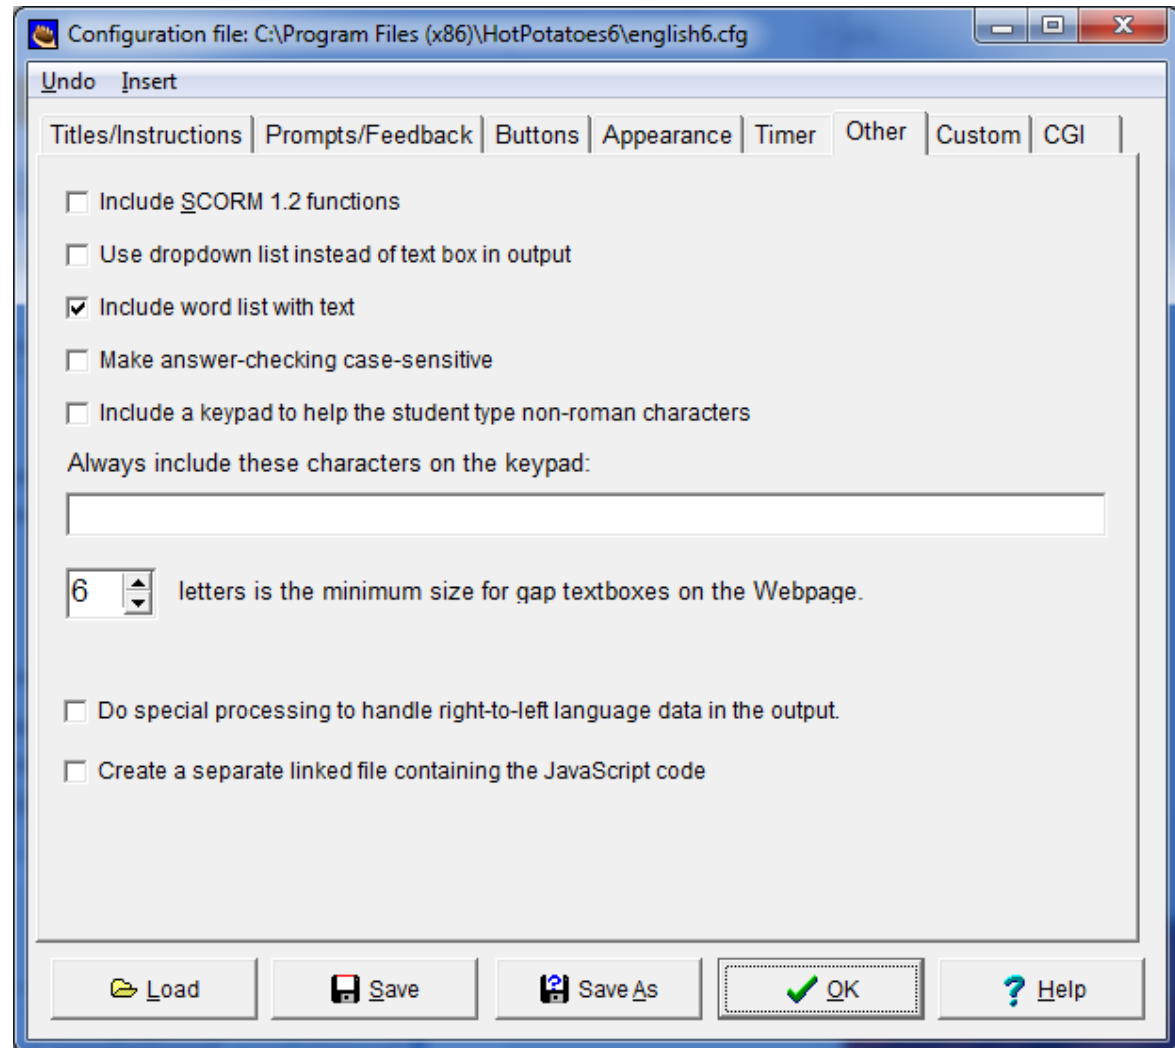 Configuration file: C:\Program Files (x86)\HotPotatoes6\english6.cfg
Undo Insert
Titles/Instructions Prompts/Feedback Buttons Appearance Timer Other Custom CGI
Include SCORM 1.2 functions
Use dropdown list instead of text box in output
Include word list with text
Make answer-checking case-sensitive
Include a keypad to help the student type non-roman characters
Always include these characters on the keypad:
6 letters is the minimum size for gap textboxes on the Webpage.
Do special processing to handle right-to-left language data in the output.
Create a separate linked file containing the JavaScript code
Load Save Save As OK Help